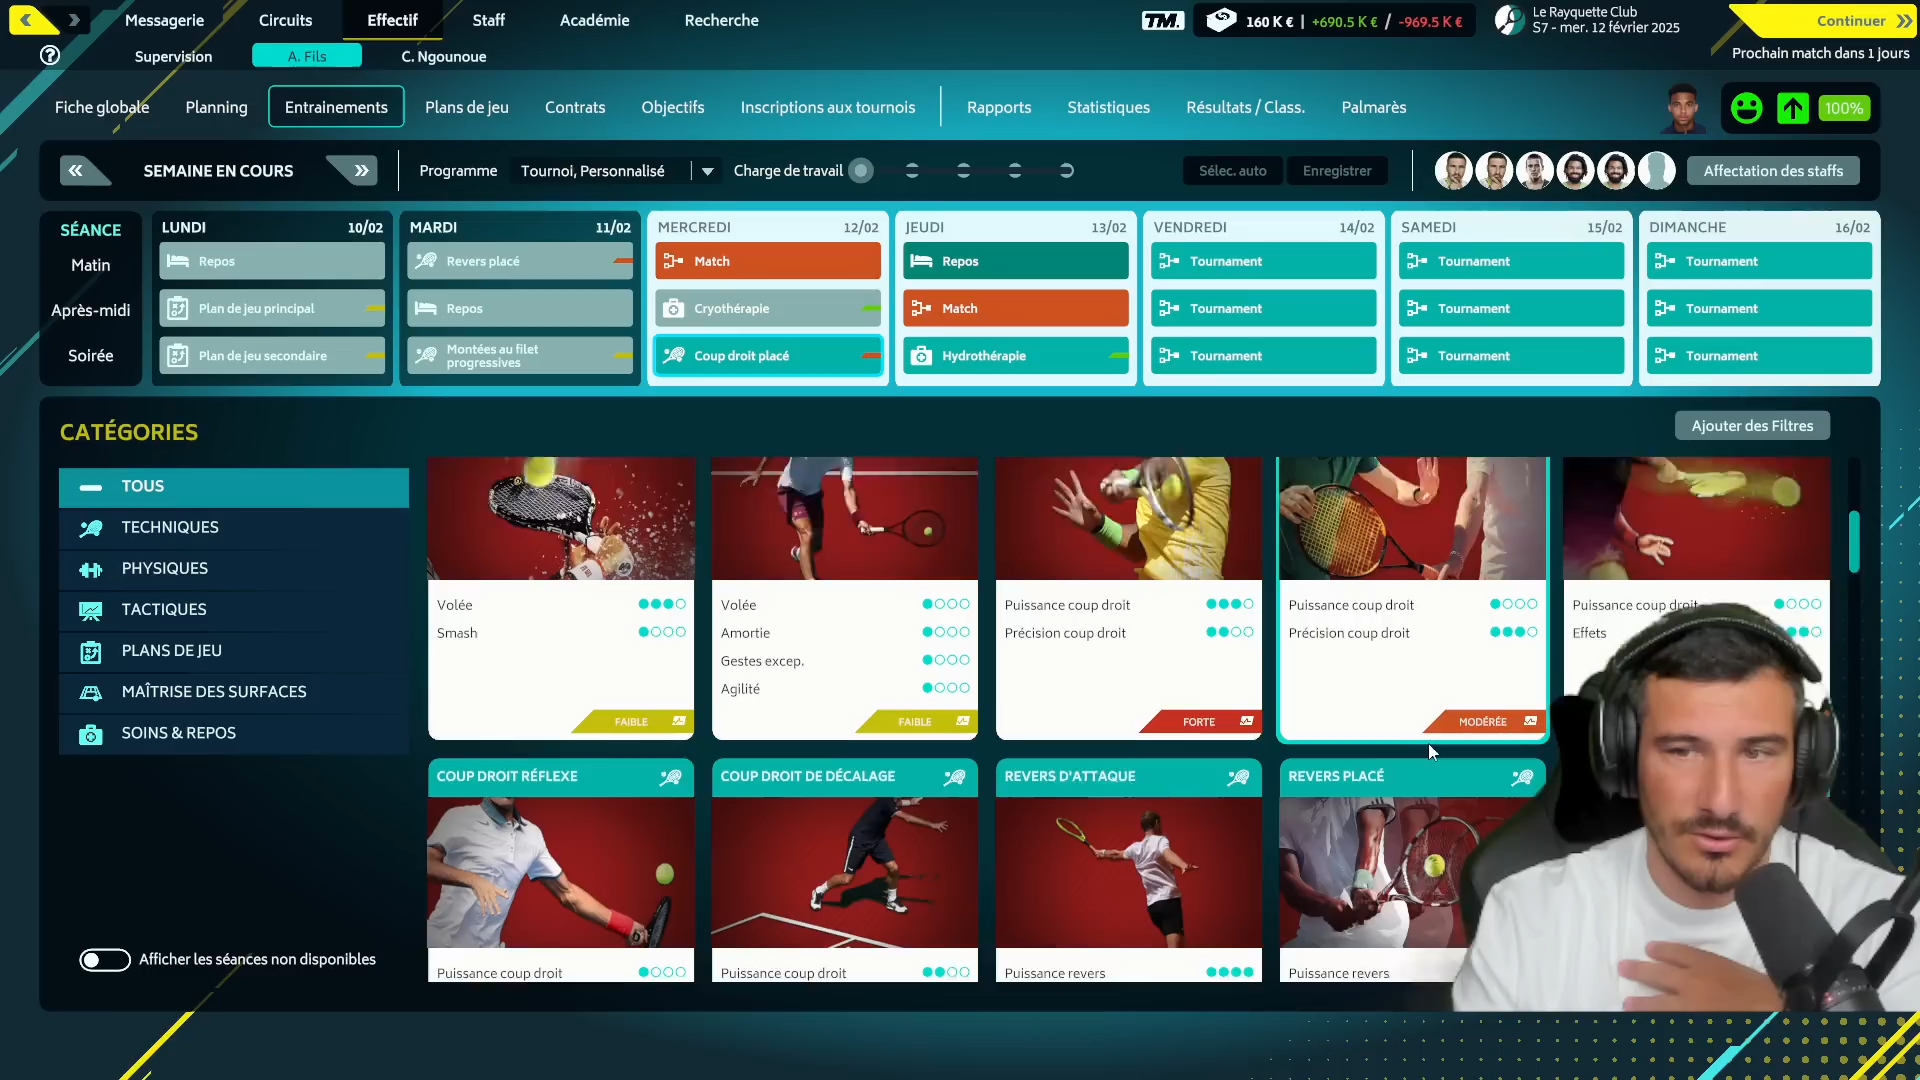 Messagerie
Circuits
Effectif
Staff
Académie
Recherche
TM.
160 K € | +690.5 K € / -969.5 K €
Le Rayquette Club
S7 - mer. 12 février 2025
Continuer
Prochain match dans 1 jours
?
Supervision
A. Fils
C. Ngounoue
Fiche globale
Planning
Entrainements
Plans de jeu
Contrats
Objectifs
Inscriptions aux tournois
Rapports
Statistiques
Résultats / Class.
Palmarès
100%
SEMAINE EN COURS
Programme
Tournoi, Personnalisé
Charge de travail
Sélec. auto
Enregistrer
Affectation des staffs
SÉANCE
Matin
Après-midi
Soirée
LUNDI 10/02
Repos
Plan de jeu principal
Plan de jeu secondaire
MARDI 11/02
Revers placé
Repos
Montées au filet
progressives
MERCREDI 12/02
Match
Cryothérapie
Coup droit placé
JEUDI 13/02
Repos
Match
Hydrothérapie
VENDREDI 14/02
Tournament
Tournament
Tournament
SAMEDI 15/02
Tournament
Tournament
Tournament
DIMANCHE 16/02
Tournament
Tournament
Tournament
CATÉGORIES
Ajouter des Filtres
TOUS
TECHNIQUES
PHYSIQUES
TACTIQUES
PLANS DE JEU
MAÎTRISE DES SURFACES
SOINS & REPOS
Afficher les séances non disponibles
Volée
Smash
FAIBLE
Volée
Amortie
Gestes excep.
Agilité
FAIBLE
Puissance coup droit
Précision coup droit
FORTE
Puissance coup droit
Précision coup droit
MODÉRÉE
Puissance coup droit
Effets
COUP DROIT RÉFLEXE
Puissance coup droit
COUP DROIT DE DÉCALAGE
Puissance coup droit
REVERS D'ATTAQUE
Puissance revers
REVERS PLACÉ
Puissance revers